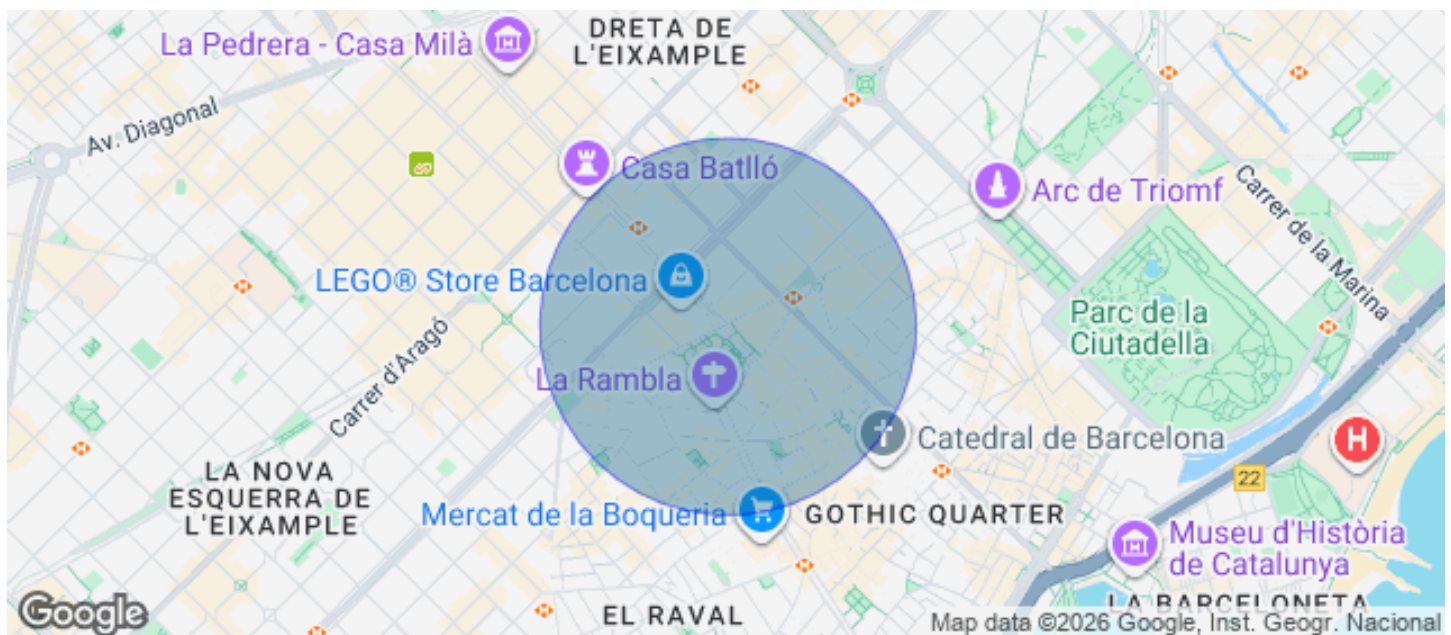 La Pedrera - Casa Milà
DRETA DE
L'EIXAMPLE
Av. Diagonal
Casa Batlló
Arc de Triomf
Carrer de la Marina
LEGO® Store Barcelona
Parc de la
Ciutadella
Carrer d'Aragó
La Rambla
Catedral de Barcelona
H
LA NOVA
ESQUERRA DE
L'EIXAMPLE
22
Mercat de la Boqueria
GOTHIC QUARTER
Museu d'Història
de Catalunya
Google
EL RAVAL
LA BARCELONETA
Map data ©2026 Google, Inst. Geogr. Nacional